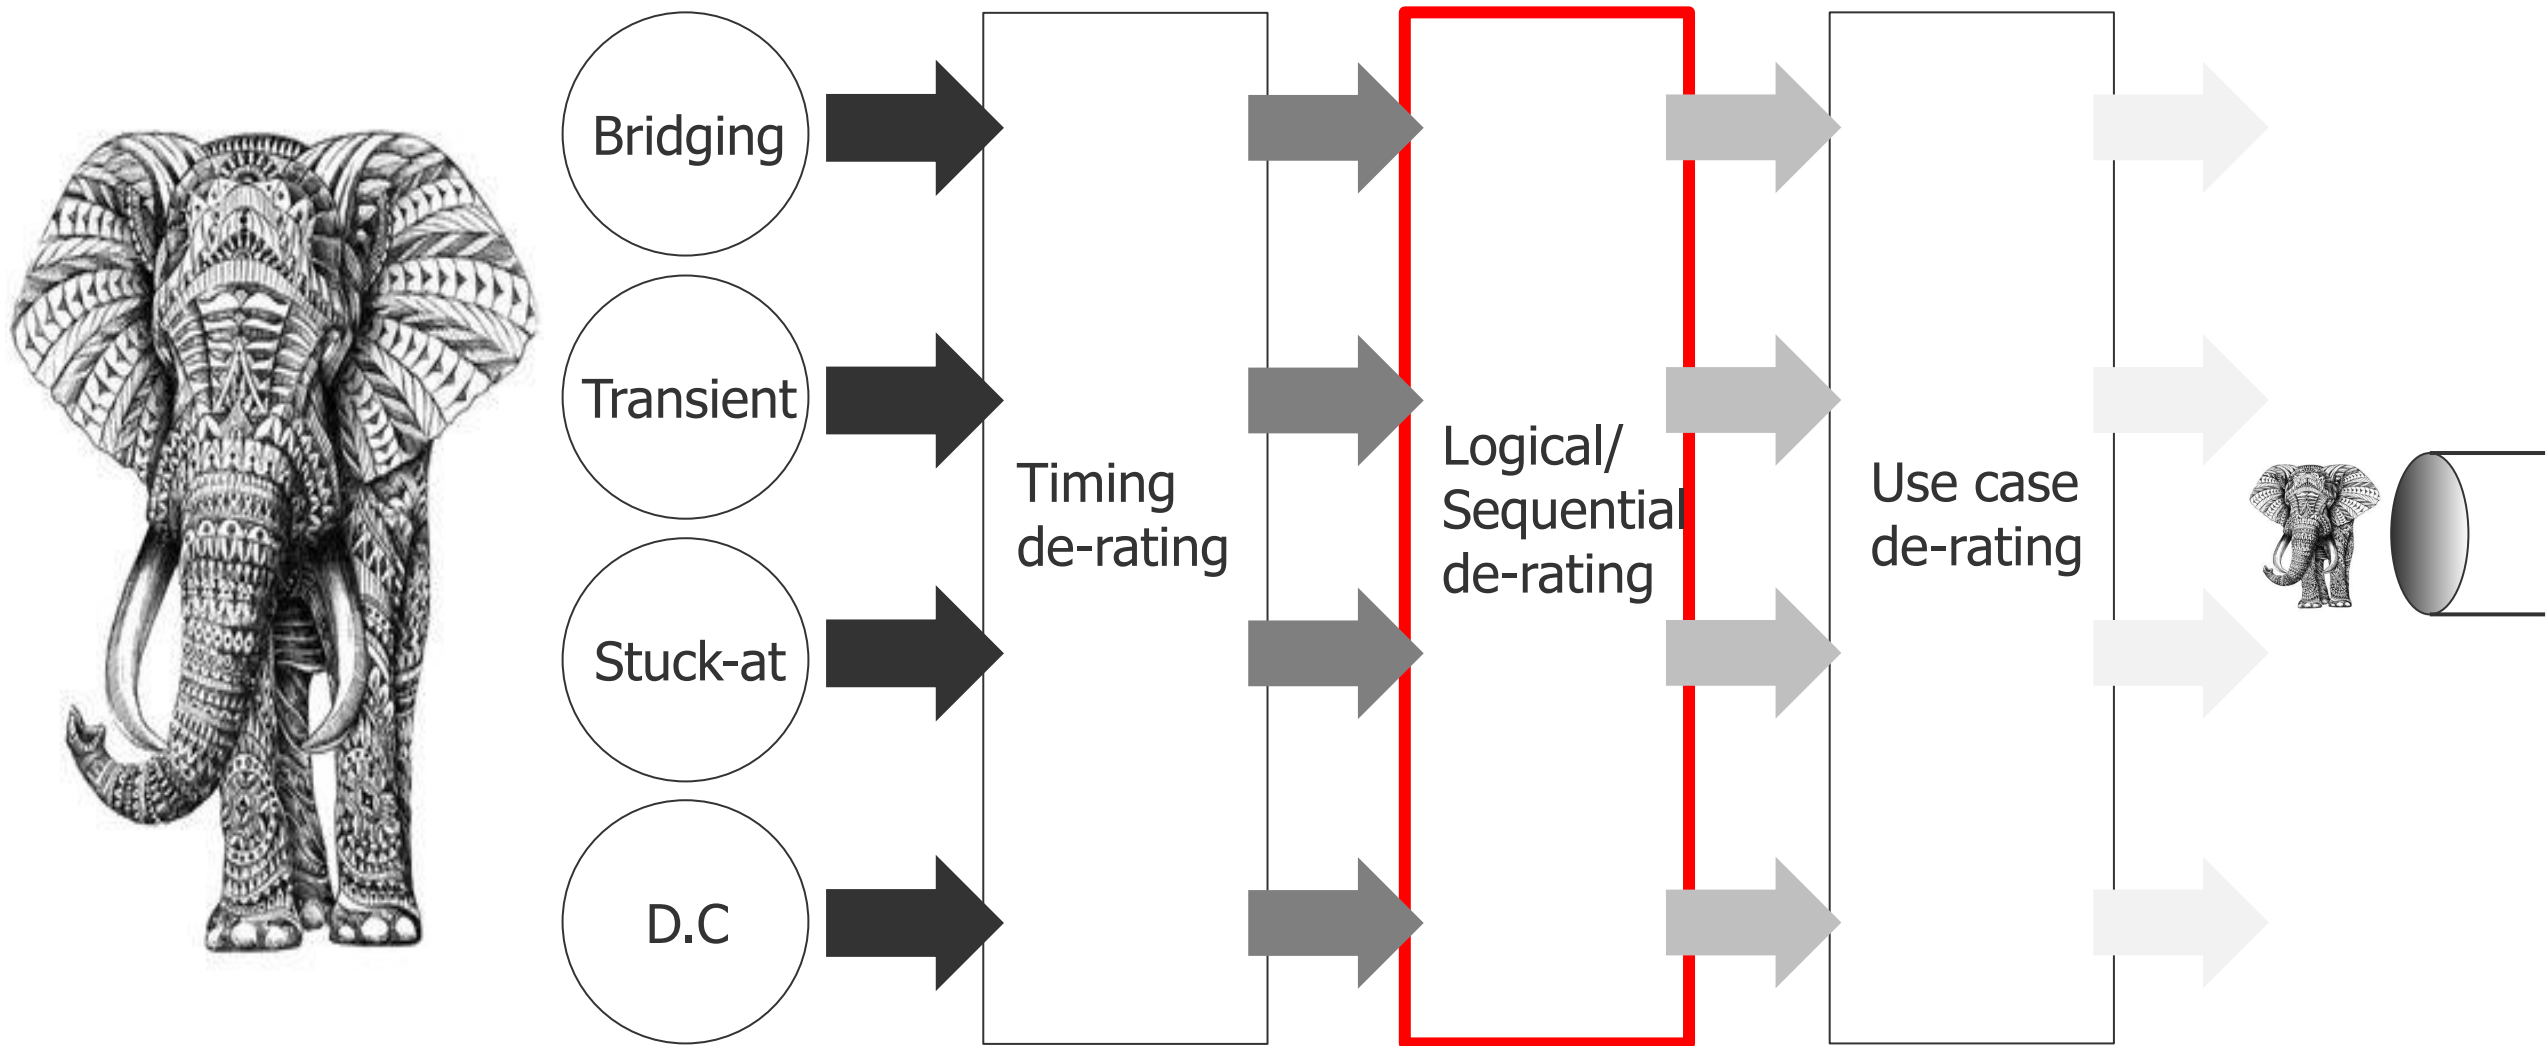 Bridging
Transient
Stuck-at
D.C
Timing
de-rating
Logical/
Sequential
de-rating
Use case
de-rating